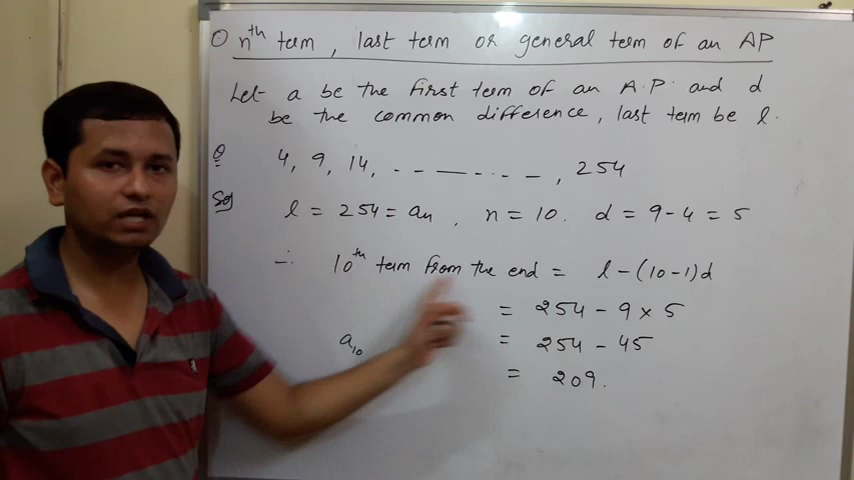 O nth term, last term or general term of an AP
Let a be the first term of an A.P. and d
be the common difference, last term be l.
Q 4, 9, 14, - - — - - - –, 254
Sol l = 254 = an, n = 10. d = 9-4 = 5
∴ 10th term from the end = l-(10-1)d
= 254 - 9 x 5
a10 = 254 - 45
= 209.